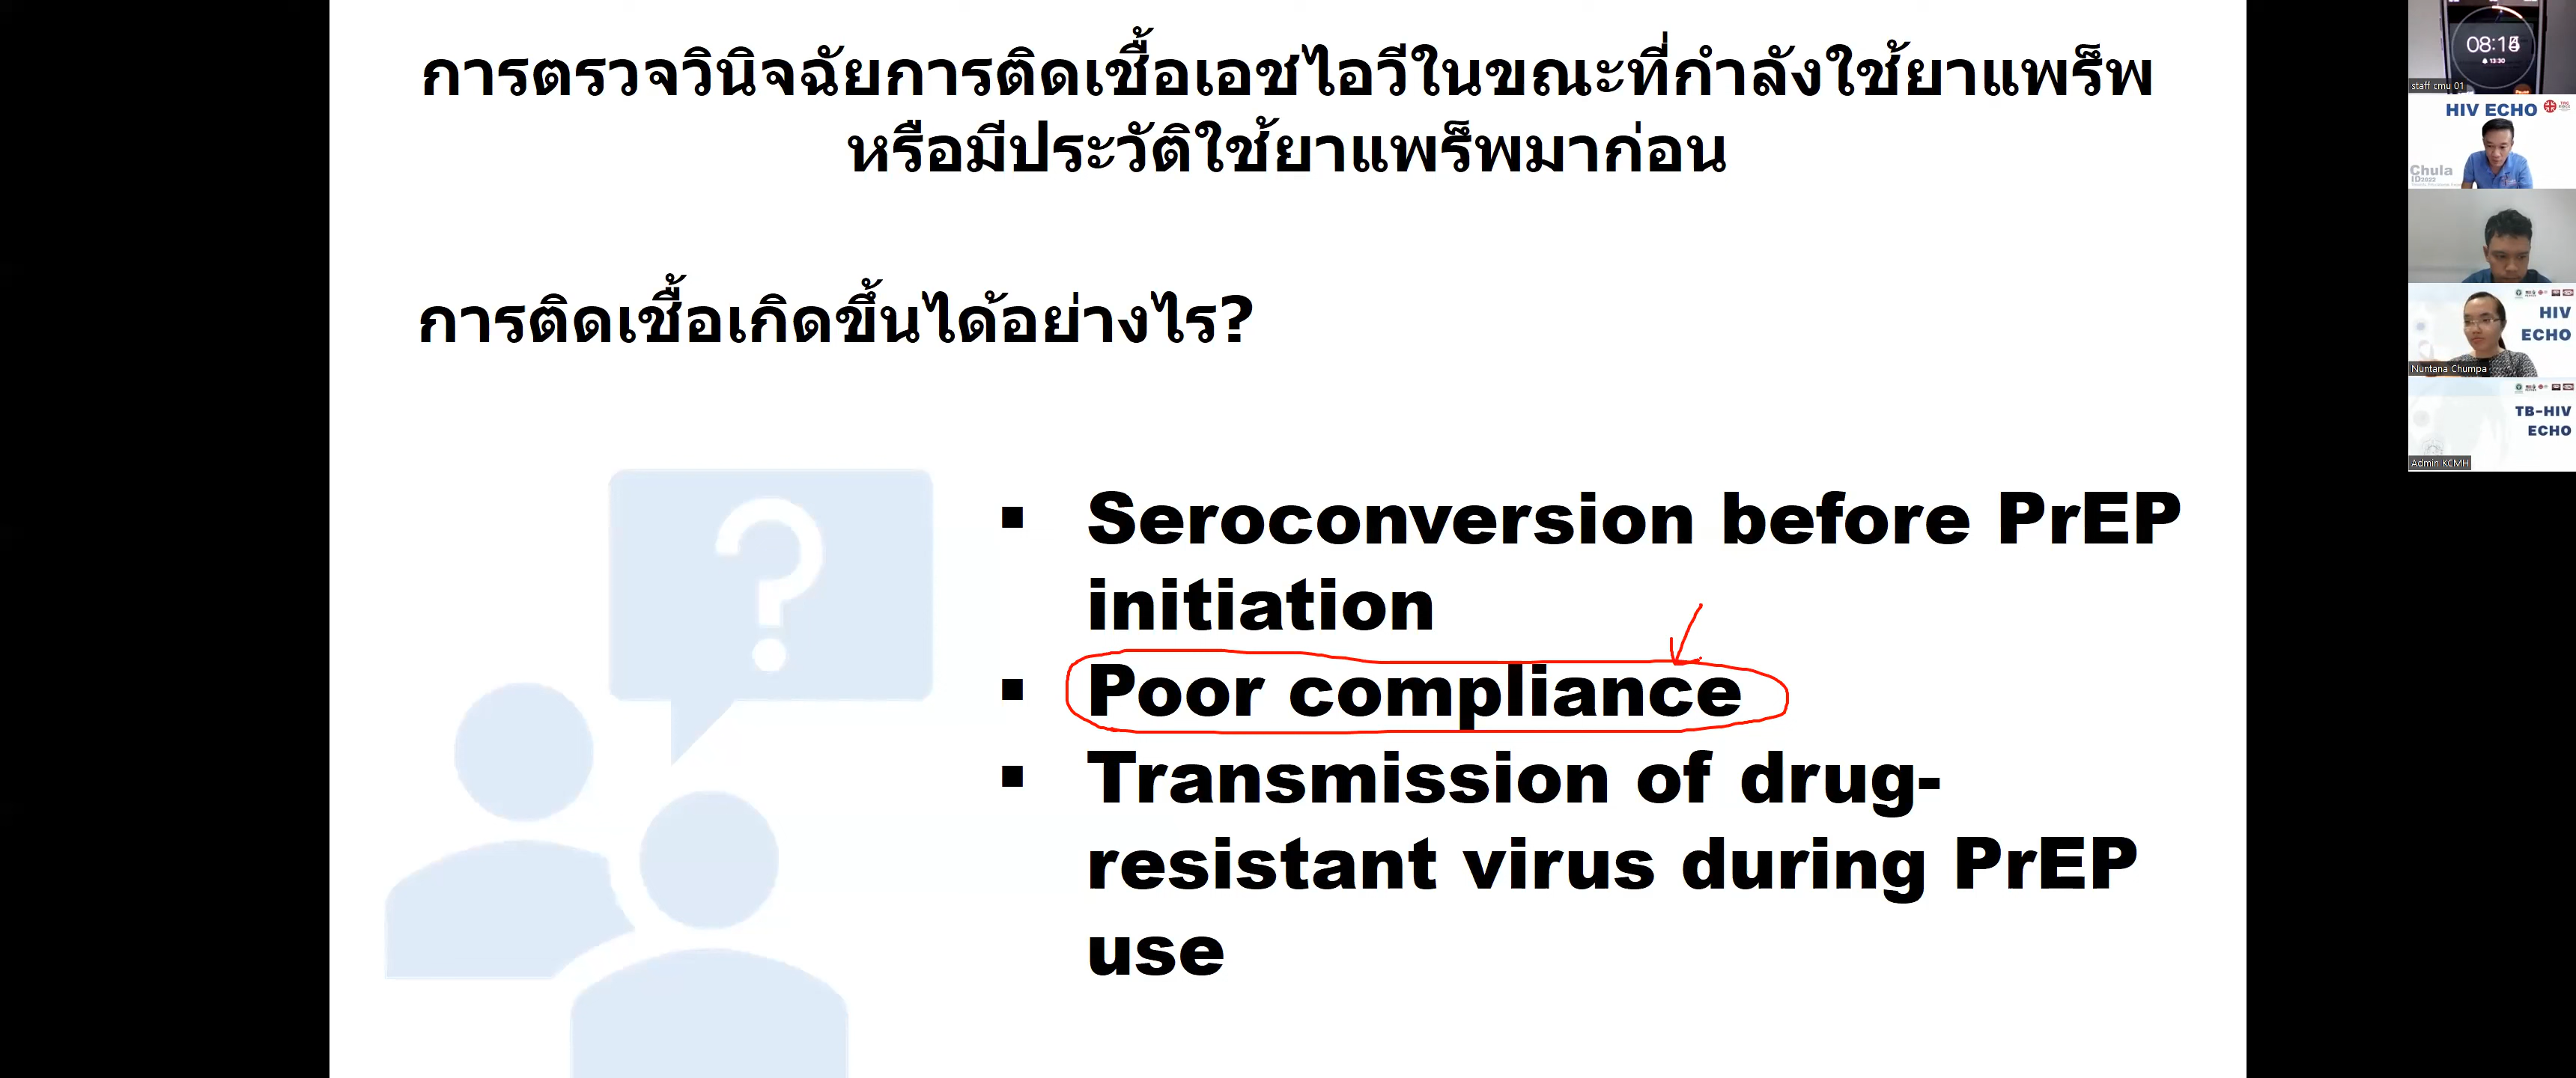 การตรวจวินิจฉัยการติดเชื้อเอชไอวีในขณะที่กำลังใช้ยาแพร็พ
หรือมีประวัติใช้ยาแพร็พมาก่อน
การติดเชื้อเกิดขึ้นได้อย่างไร?
▪ Seroconversion before PrEP
initiation
▪ Poor compliance
▪ Transmission of drug-
resistant virus during PrEP
use
13:30
staff cmu 01
HIV ECHO
Chula
HIV
ECHO
Nuntana Chumpa
TB-HIV
ECHO
Admin KCMH